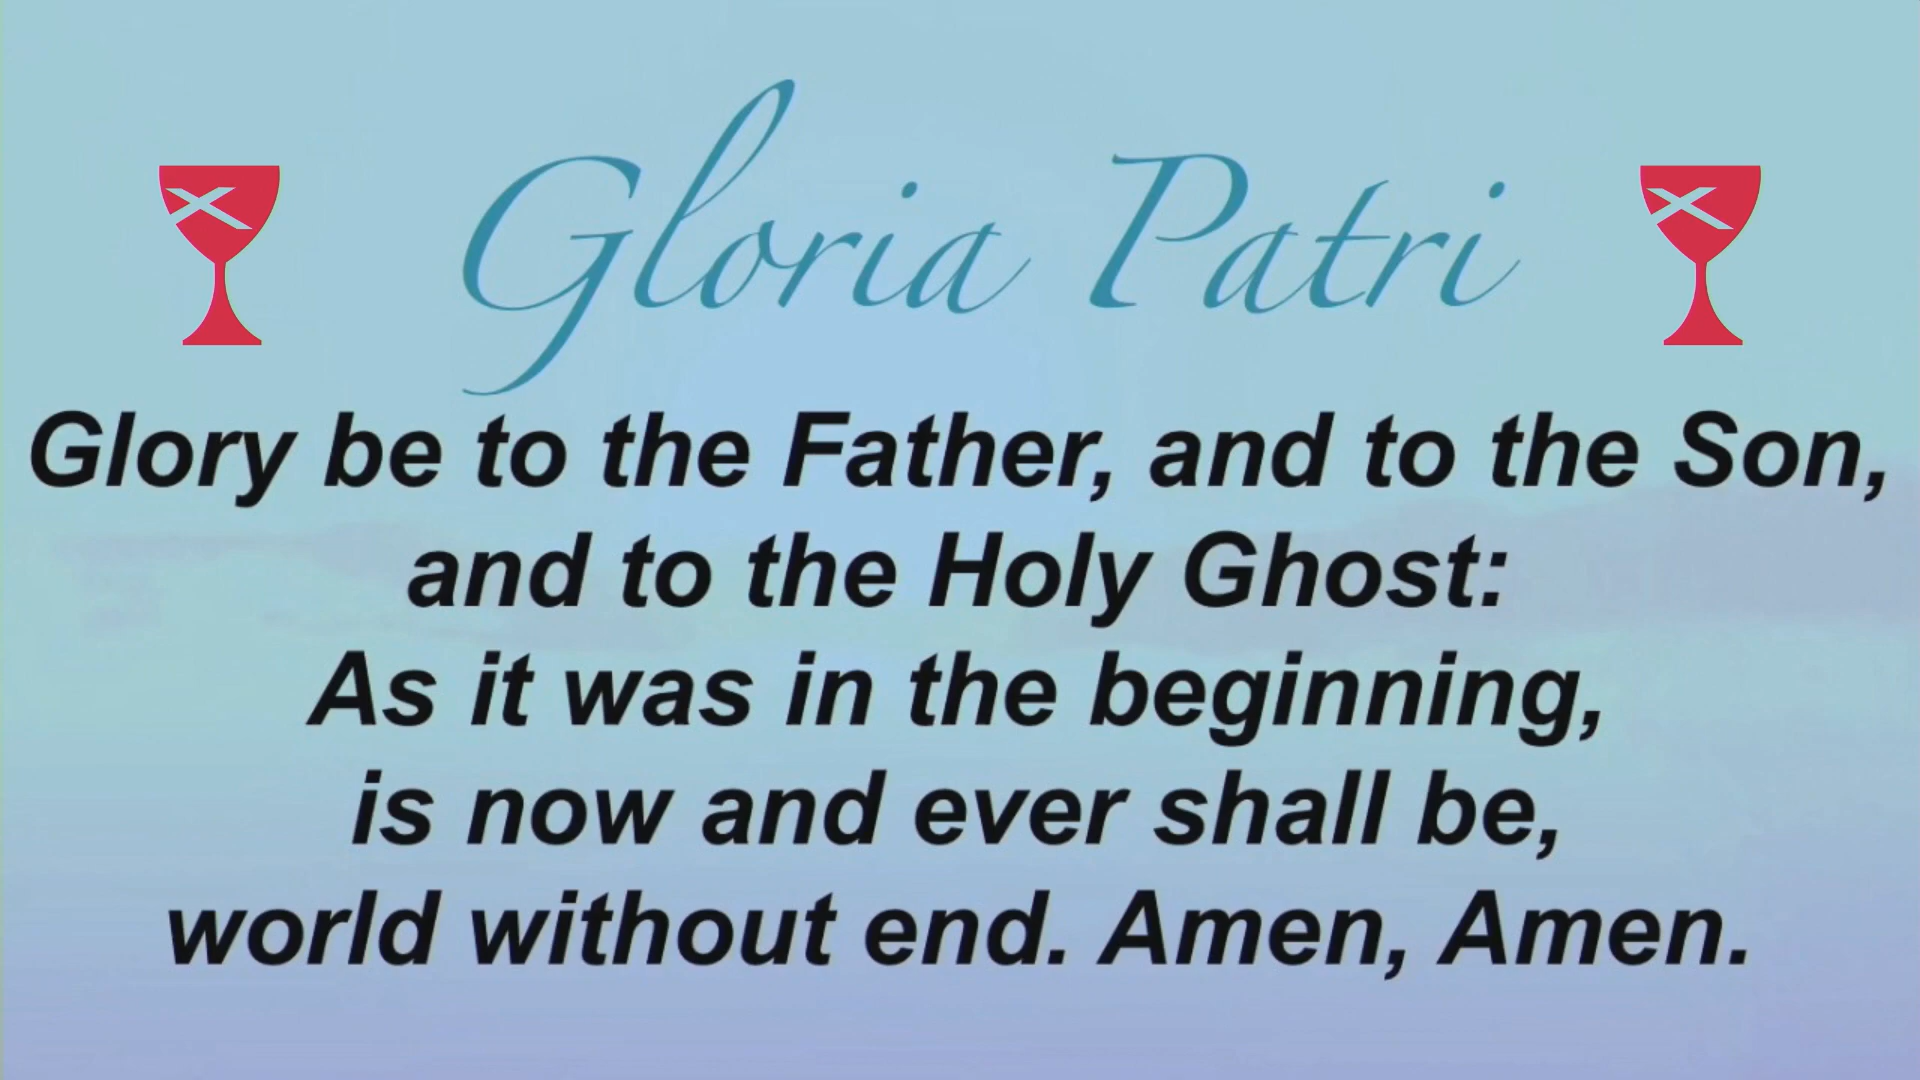 Gloria Patri
Glory be to the Father, and to the Son,
and to the Holy Ghost:
As it was in the beginning,
is now and ever shall be,
world without end. Amen, Amen.